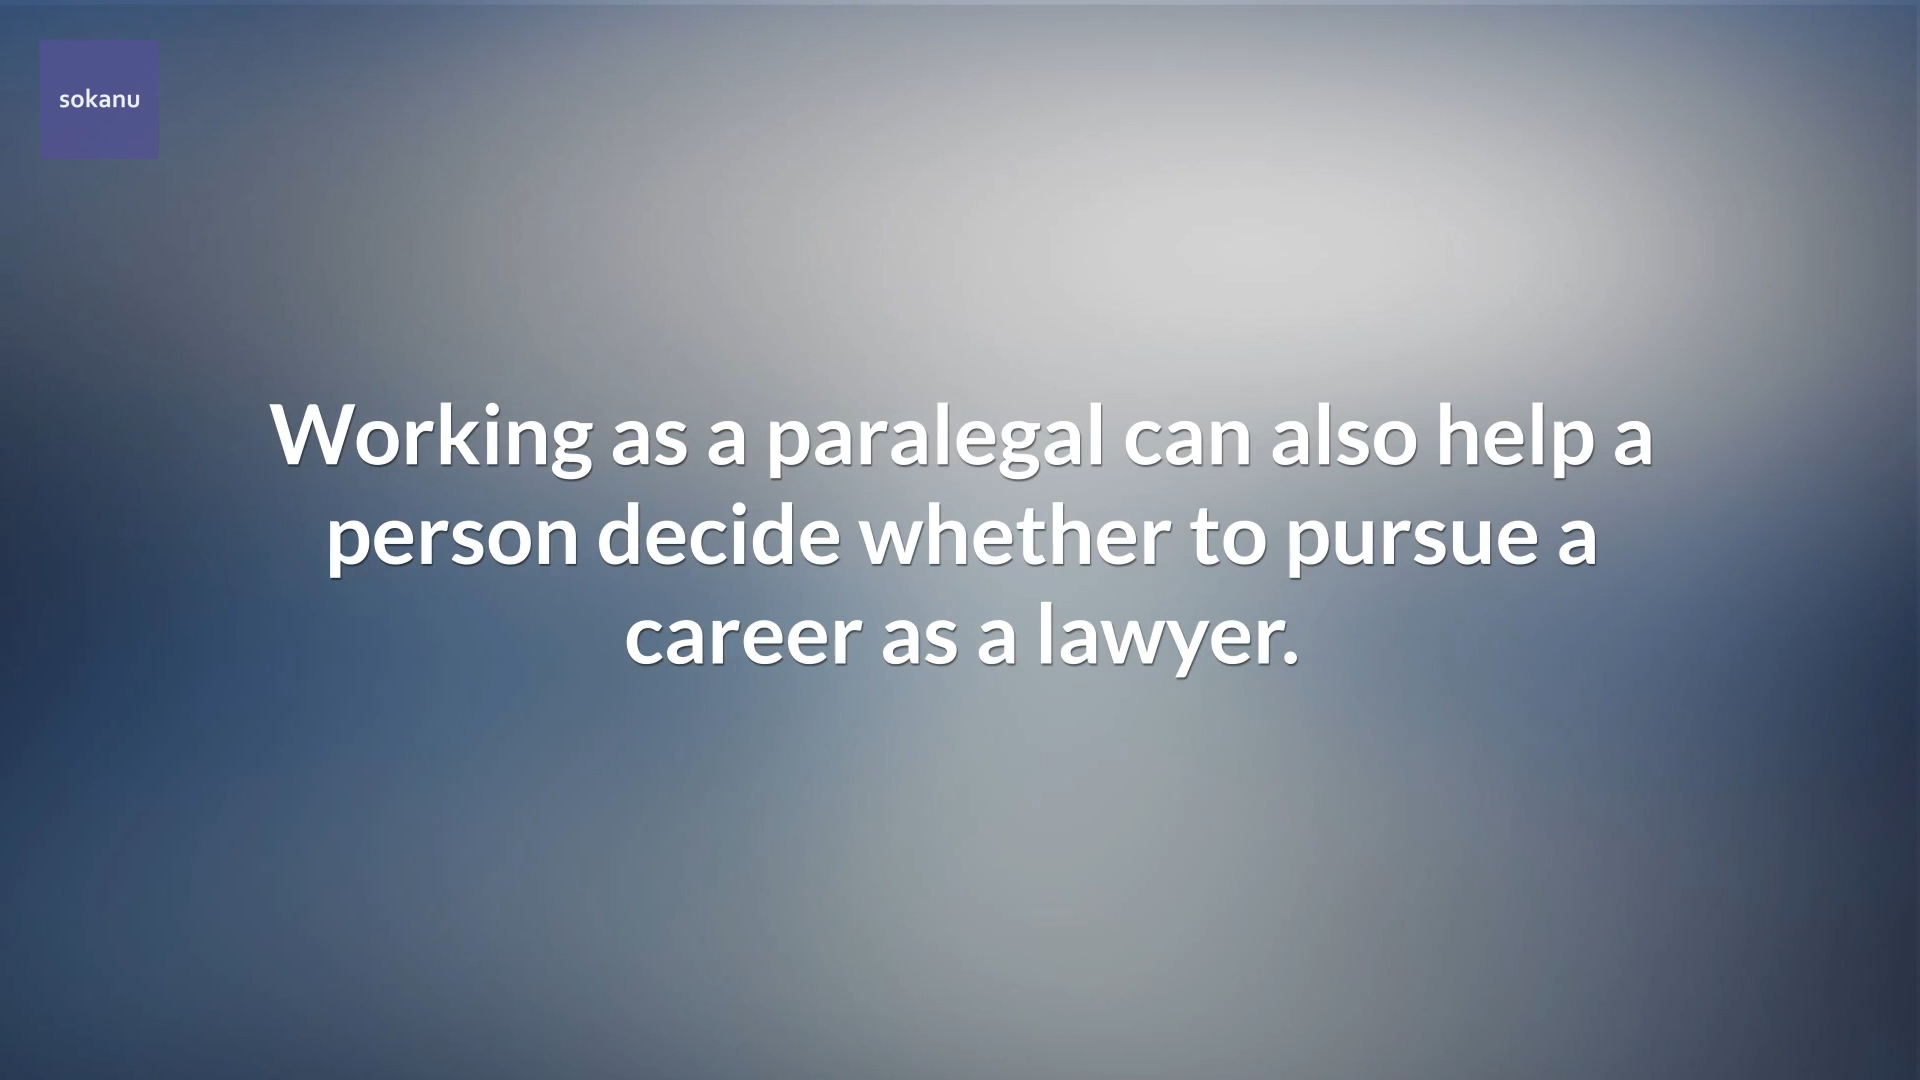 sokanu
Working as a paralegal can also help a
person decide whether to pursue a
career as a lawyer.